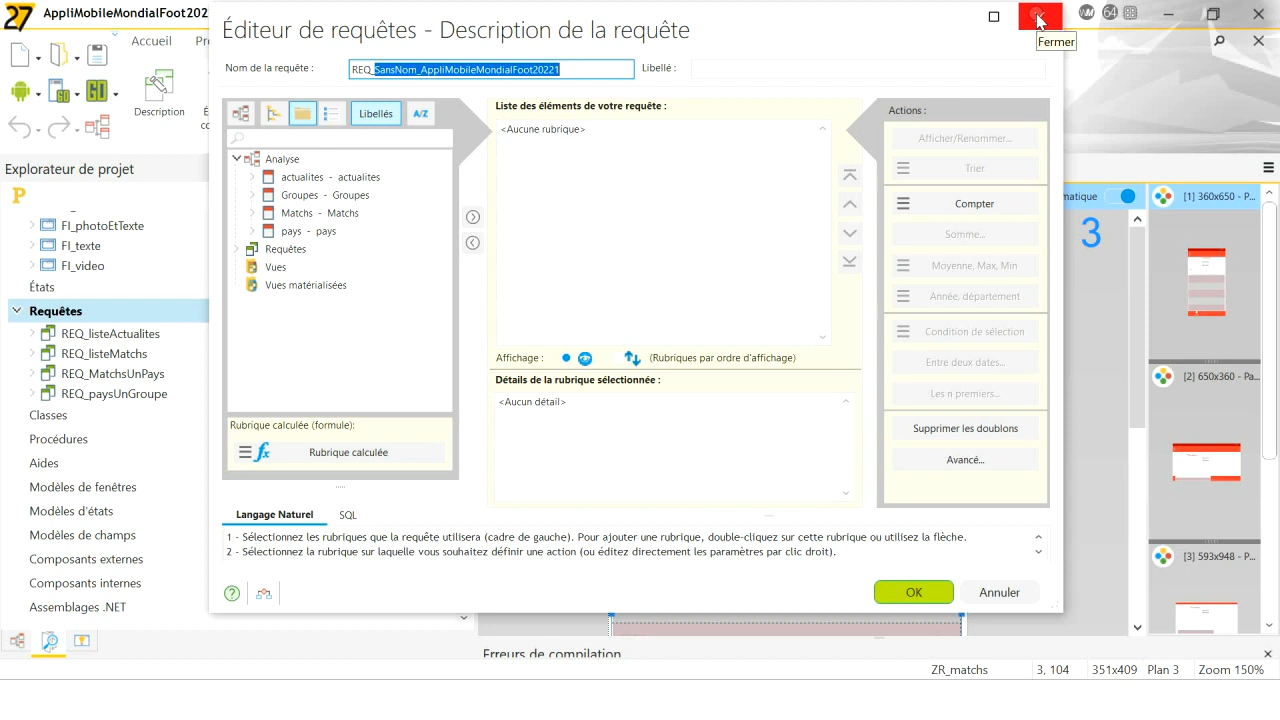 27 AppliMobileMondialFoot202
Accueil
Description
Explorateur de projet
FI_photoEtTexte
FI_texte
FI_video
États
Requêtes
REQ_listeActualites
REQ_listeMatchs
REQ_MatchsUnPays
REQ_paysUnGroupe
Classes
Procédures
Aides
Modèles de fenêtres
Modèles d'états
Modèles de champs
Composants externes
Composants internes
Assemblages .NET
Éditeur de requêtes - Description de la requête
Fermer
Nom de la requête :
REQ_SansNom_AppliMobileMondialFoot20221
Libellé :
Libellés
A/Z
Analyse
actualites - actualites
Groupes - Groupes
Matchs - Matchs
pays - pays
Requêtes
Vues
Vues matérialisées
Rubrique calculée (formule):
fx Rubrique calculée
Liste des éléments de votre requête :
<Aucune rubrique>
Affichage :
(Rubriques par ordre d'affichage)
Détails de la rubrique sélectionnée :
<Aucun détail>
Actions :
Afficher/Renommer...
Trier
Compter
Somme...
Moyenne, Max, Min
Année, département
Condition de sélection
Entre deux dates...
Les n premiers...
Supprimer les doublons
Avancé...
Langage Naturel
SQL
1 - Sélectionnez les rubriques que la requête utilisera (cadre de gauche). Pour ajouter une rubrique, double-cliquez sur cette rubrique ou utilisez la flèche.
2 - Sélectionnez la rubrique sur laquelle vous souhaitez définir une action (ou éditez directement les paramètres par clic droit).
OK
Annuler
WM 64
matique
3
[1] 360x650 - P...
[2] 650x360 - Pa...
[3] 593x948 - P...
Erreurs de compilation
ZR_matchs
3, 104
351x409
Plan 3
Zoom 150%